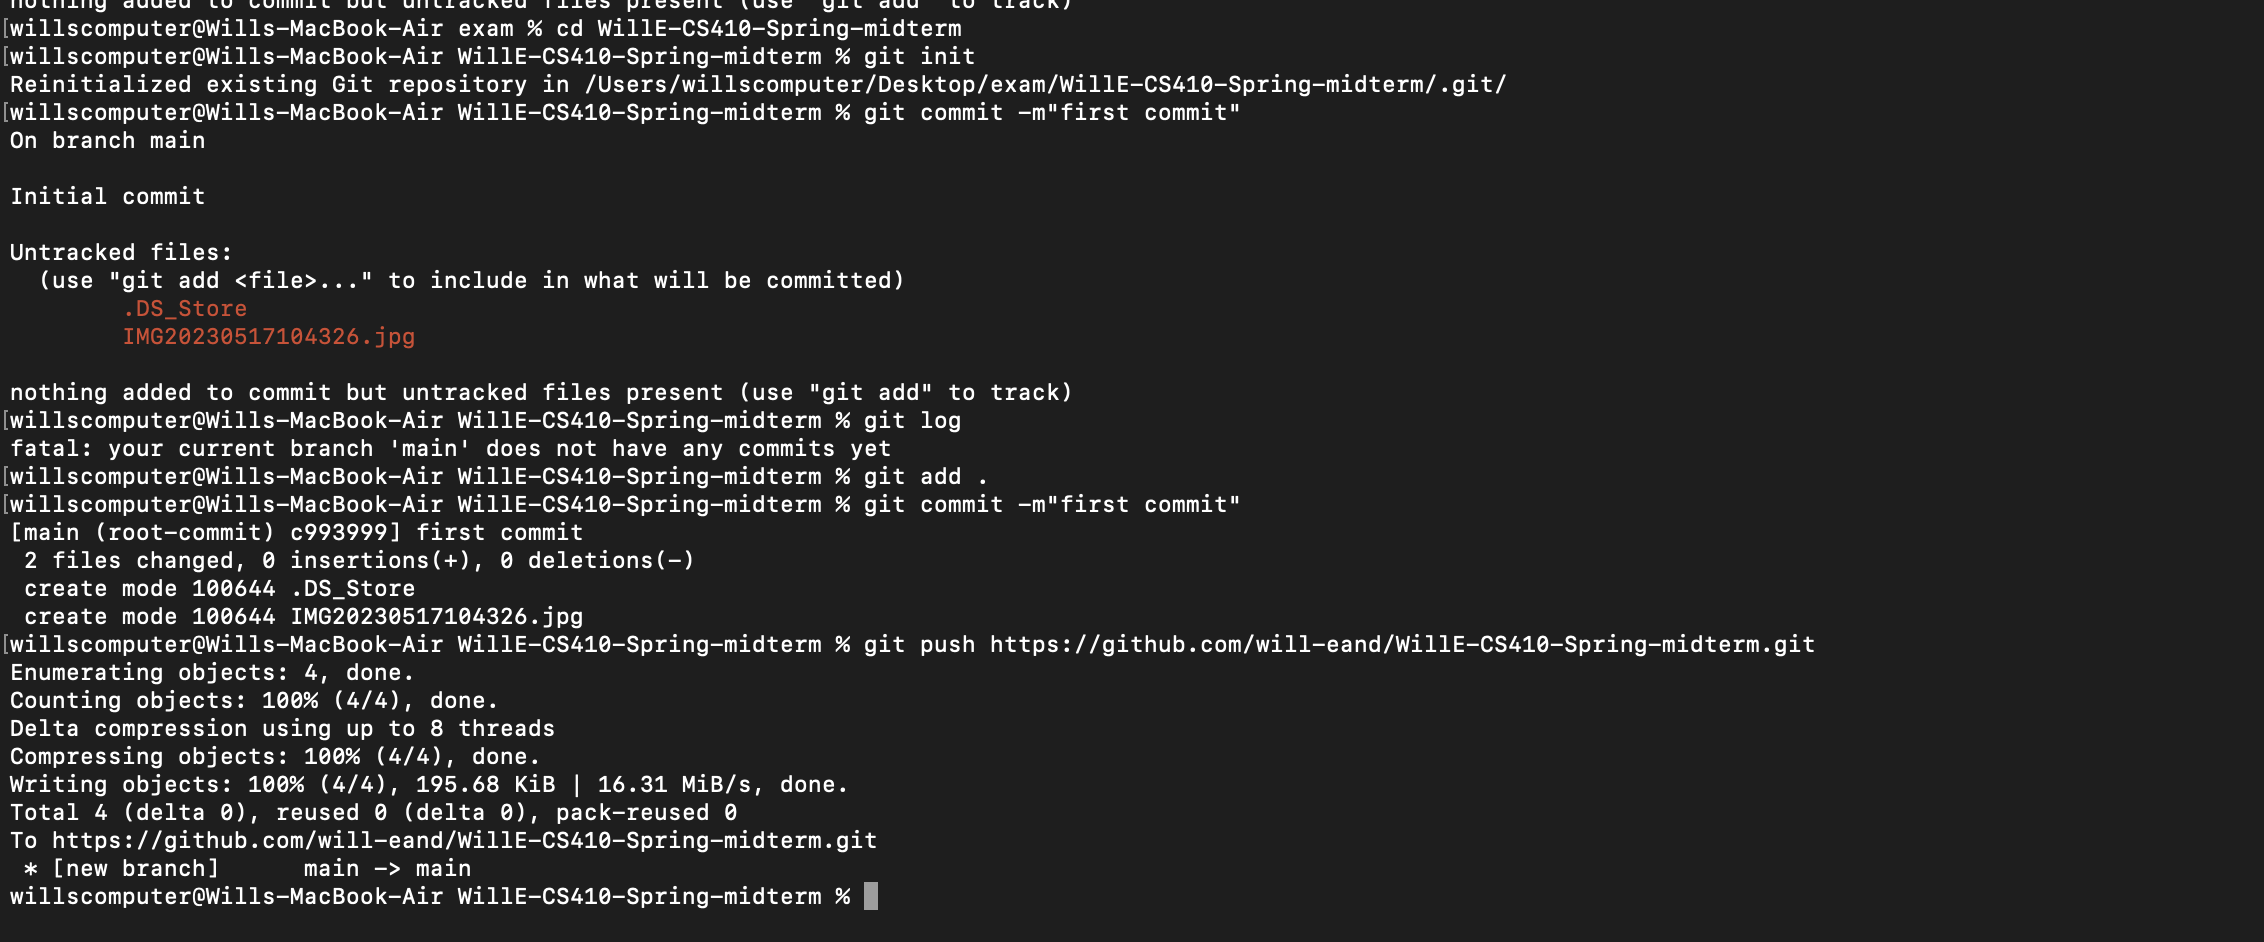 nothing added to commit but untracked files present (use "git add" to track)
[willscomputer@Wills-MacBook-Air exam % cd WillE-CS410-Spring-midterm
[willscomputer@Wills-MacBook-Air WillE-CS410-Spring-midterm % git init
Reinitialized existing Git repository in /Users/willscomputer/Desktop/exam/WillE-CS410-Spring-midterm/.git/
[willscomputer@Wills-MacBook-Air WillE-CS410-Spring-midterm % git commit -m"first commit"
On branch main
Initial commit
Untracked files:
  (use "git add <file>..." to include in what will be committed)
        .DS_Store
        IMG20230517104326.jpg
nothing added to commit but untracked files present (use "git add" to track)
[willscomputer@Wills-MacBook-Air WillE-CS410-Spring-midterm % git log
fatal: your current branch 'main' does not have any commits yet
[willscomputer@Wills-MacBook-Air WillE-CS410-Spring-midterm % git add .
[willscomputer@Wills-MacBook-Air WillE-CS410-Spring-midterm % git commit -m"first commit"
[main (root-commit) c993999] first commit
 2 files changed, 0 insertions(+), 0 deletions(-)
 create mode 100644 .DS_Store
 create mode 100644 IMG20230517104326.jpg
[willscomputer@Wills-MacBook-Air WillE-CS410-Spring-midterm % git push https://github.com/will-eand/WillE-CS410-Spring-midterm.git
Enumerating objects: 4, done.
Counting objects: 100% (4/4), done.
Delta compression using up to 8 threads
Compressing objects: 100% (4/4), done.
Writing objects: 100% (4/4), 195.68 KiB | 16.31 MiB/s, done.
Total 4 (delta 0), reused 0 (delta 0), pack-reused 0
To https://github.com/will-eand/WillE-CS410-Spring-midterm.git
 * [new branch]      main -> main
willscomputer@Wills-MacBook-Air WillE-CS410-Spring-midterm %